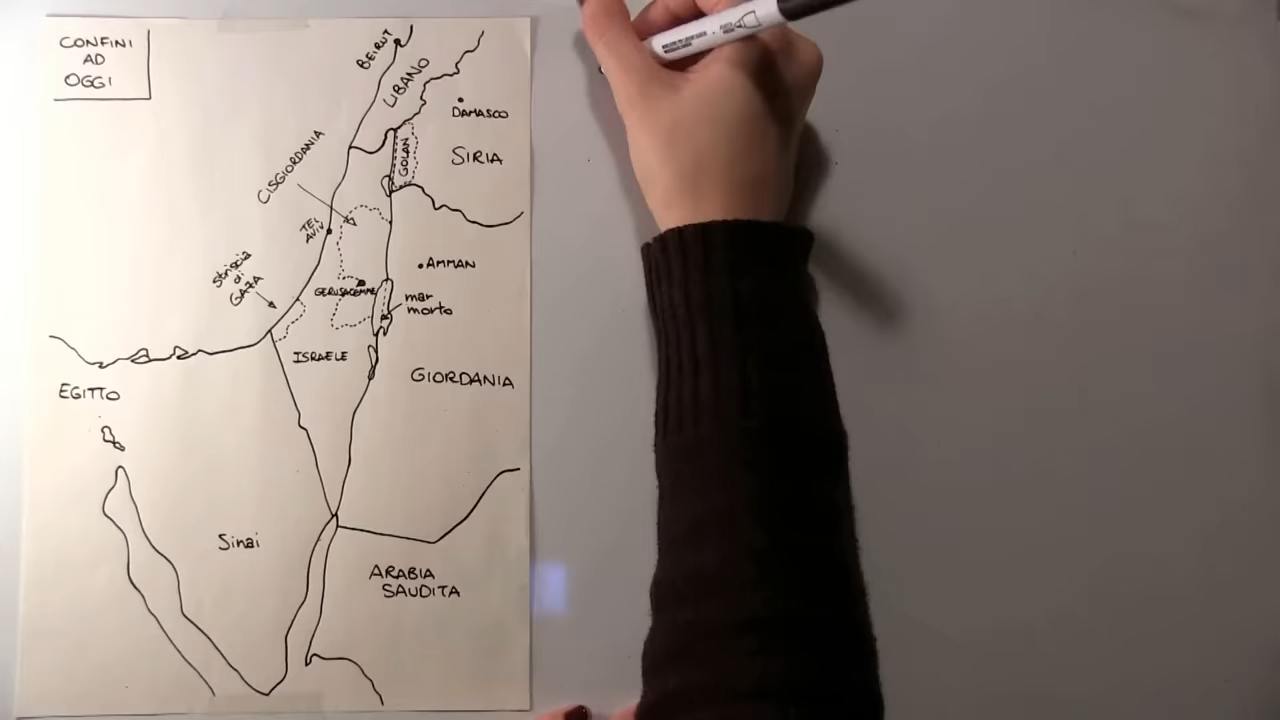 CONFINI
AD
OGGI
BEIRUT
LIBANO
DAMASCO
SIRIA
GOLAN
CISGIORDANIA
TEL
AVIV
striscia
di
GAZA
AMMAN
GERUSALEMME
mar
morto
ISRAELE
GIORDANIA
EGITTO
Sinai
ARABIA
SAUDITA